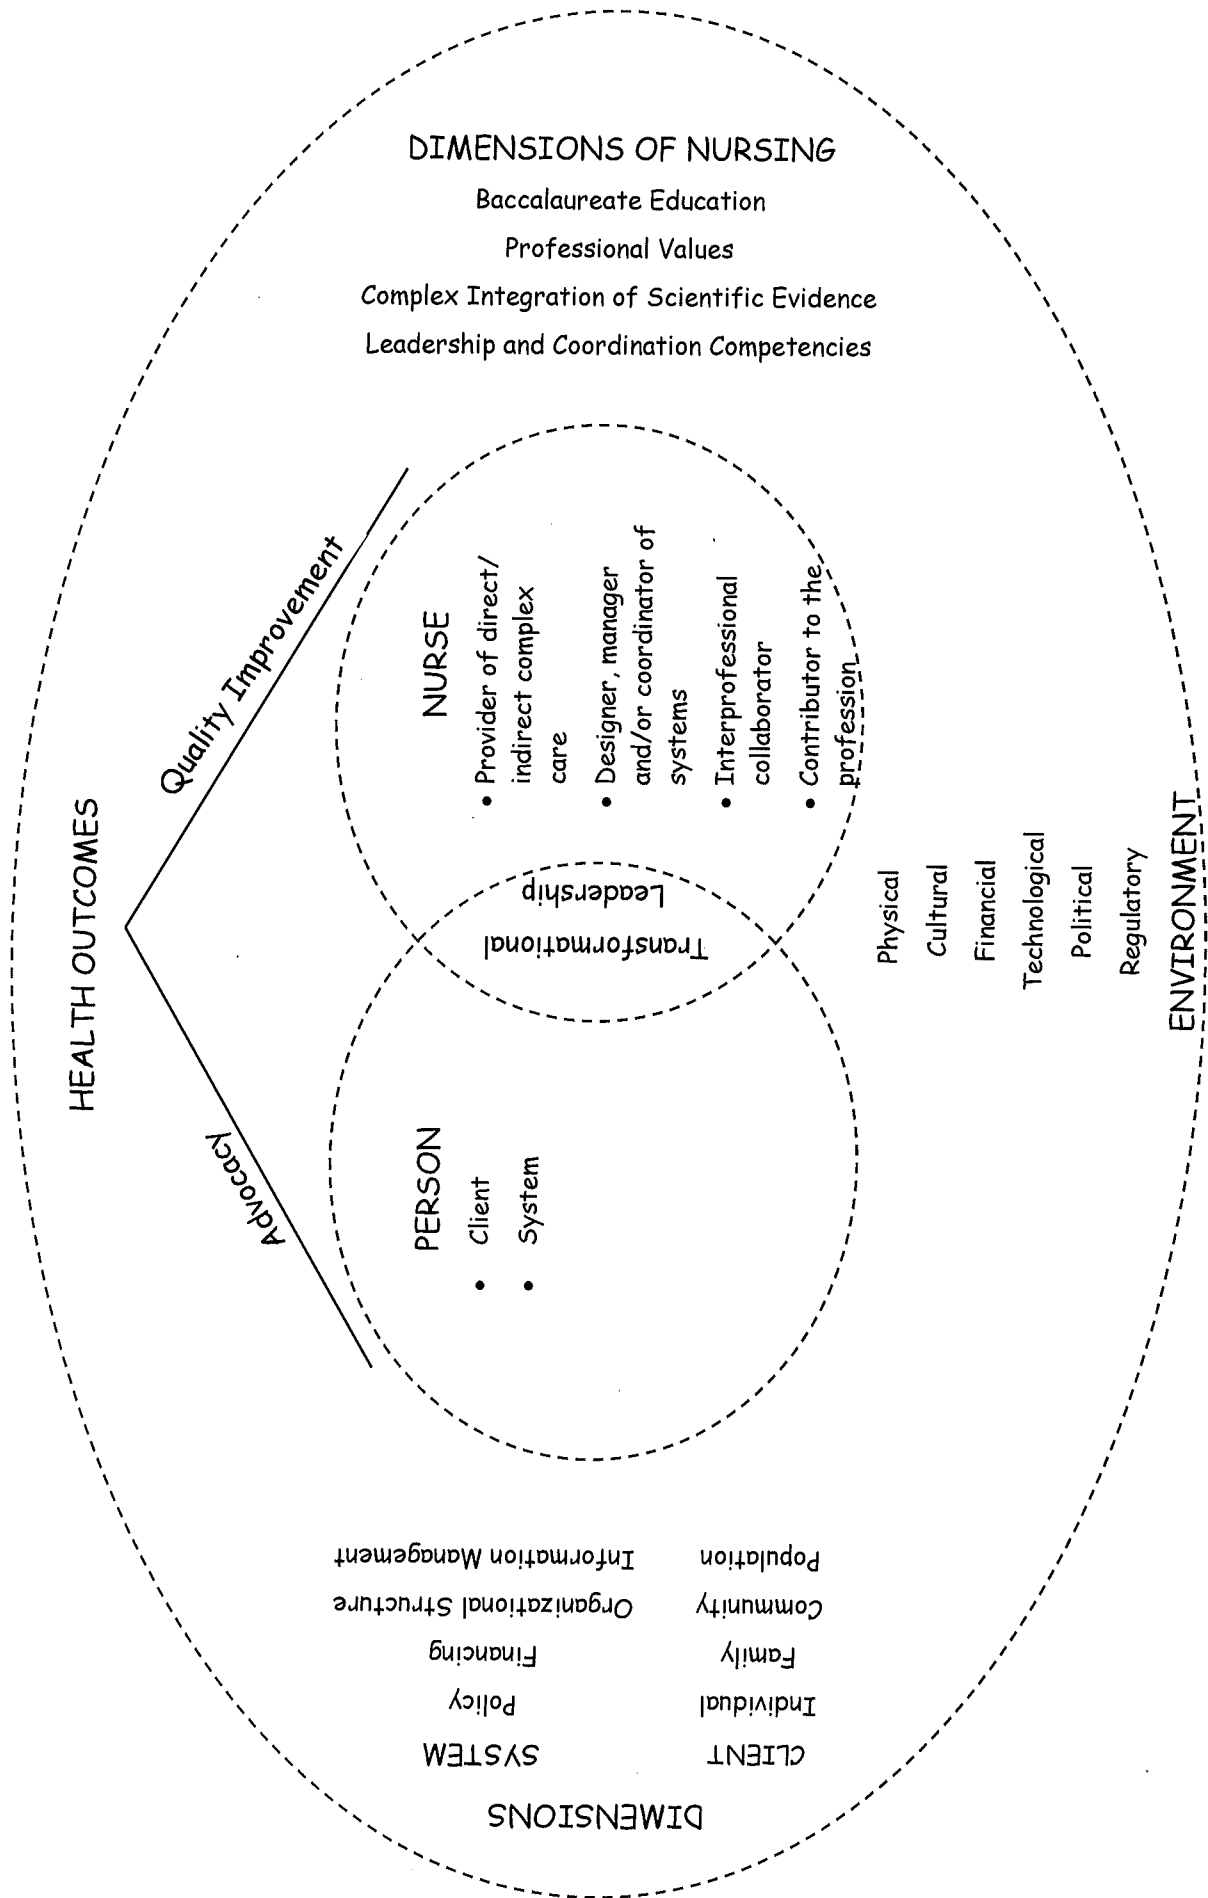 HEALTH OUTCOMES
Advocacy
Quality Improvement
DIMENSIONS
CLIENT
Individual
Family
Community
Population
SYSTEM
Policy
Financing
Organizational Structure
Information Management
PERSON
• Client
• System
Transformational
Leadership
NURSE
• Provider of direct/
indirect complex
care
• Designer, manager
and/or coordinator of
systems
• Interprofessional
collaborator
• Contributor to the
profession
DIMENSIONS OF NURSING
Baccalaureate Education
Professional Values
Complex Integration of Scientific Evidence
Leadership and Coordination Competencies
Physical
Cultural
Financial
Technological
Political
Regulatory
ENVIRONMENT